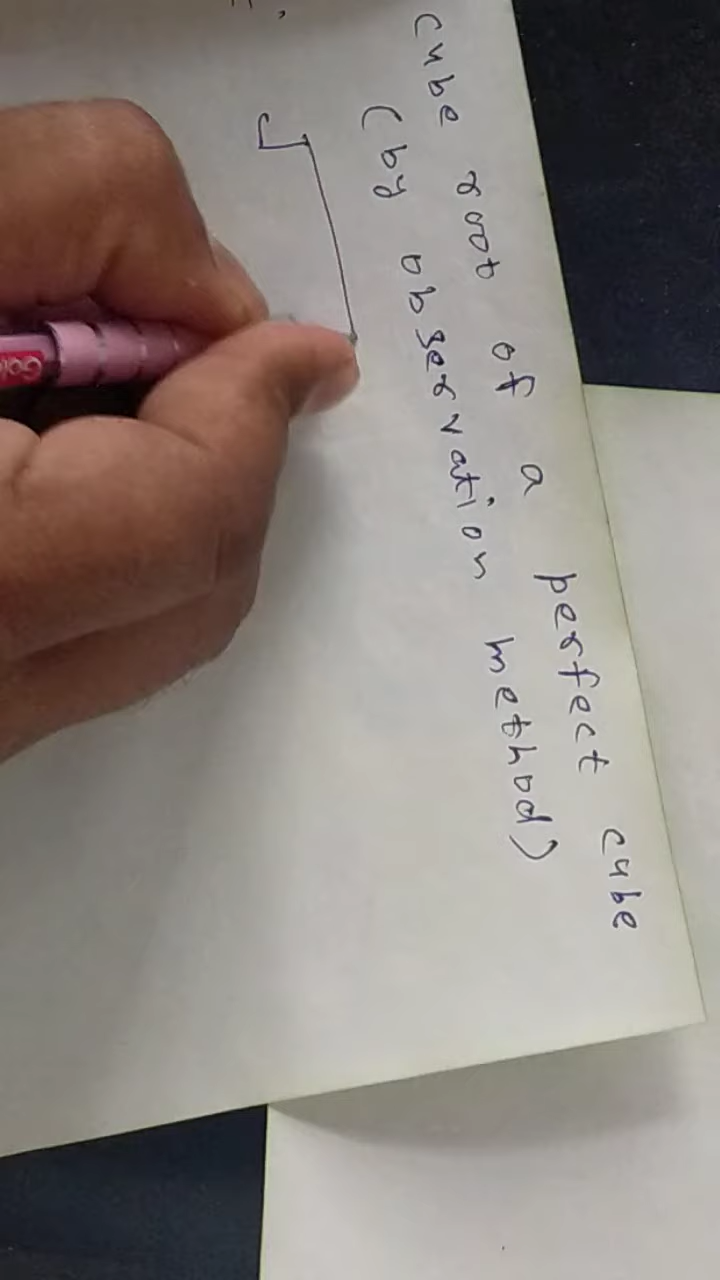 cube root of a perfect cube
(by observation method)